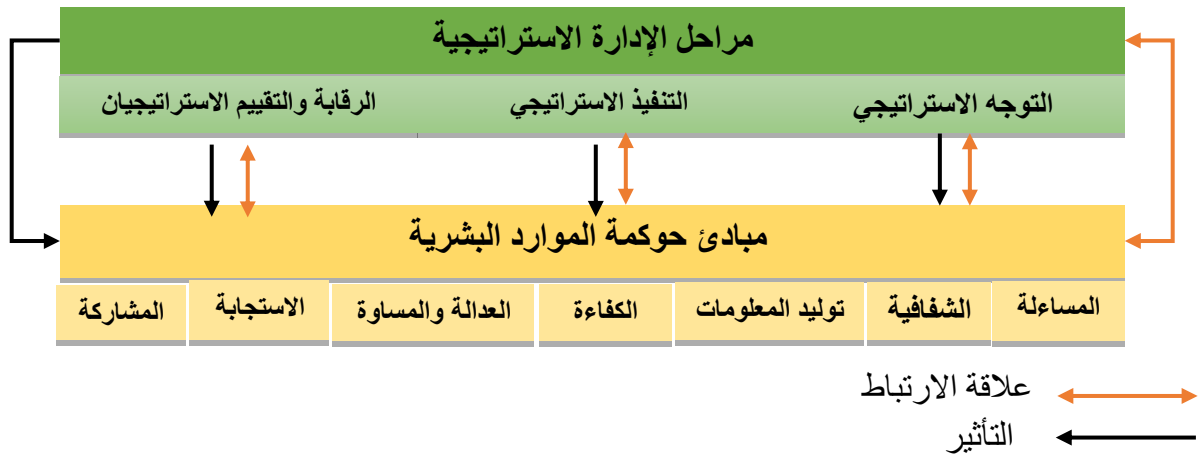 مراحل الإدارة الاستراتيجية
التوجه الاستراتيجي
التنفيذ الاستراتيجي
الرقابة والتقييم الاستراتيجيان
مبادئ حوكمة الموارد البشرية
المساءلة
الشفافية
توليد المعلومات
الكفاءة
العدالة والمساوة
الاستجابة
المشاركة
علاقة الارتباط
التأثير